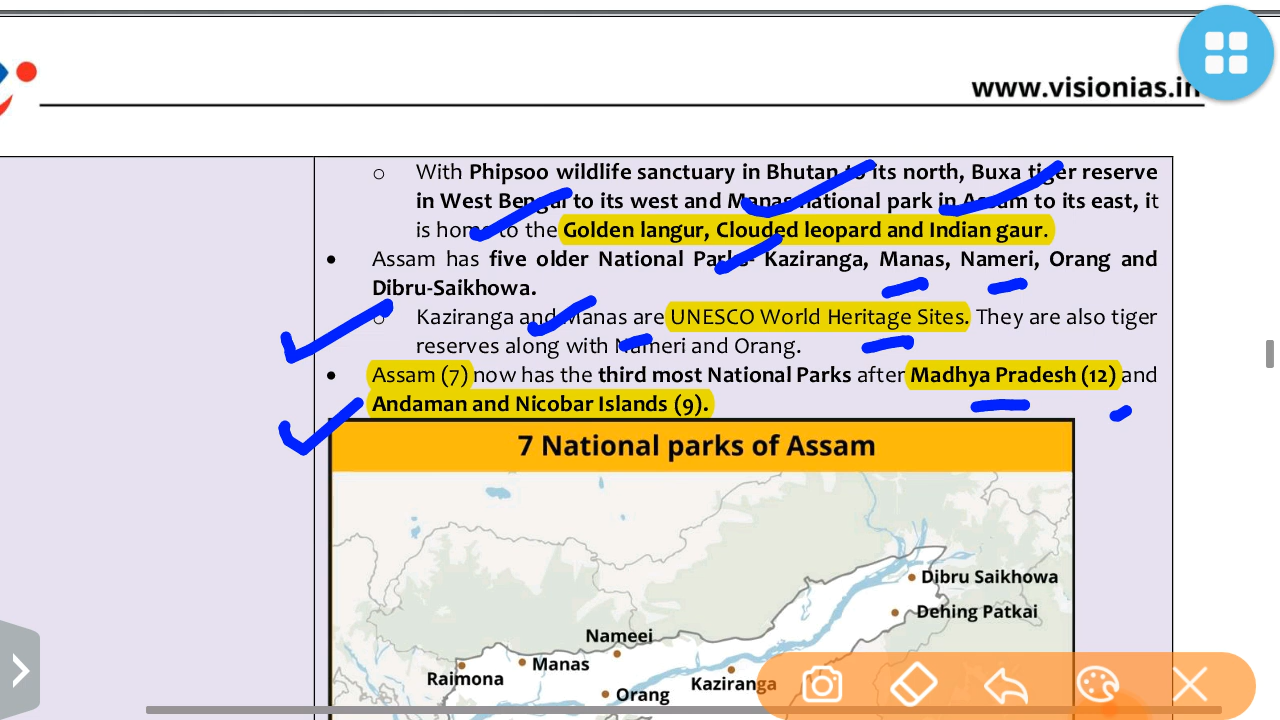 www.visionias.in
o With Phipsoo wildlife sanctuary in Bhutan to its north, Buxa tiger reserve
in West Bengal to its west and Manas national park in Assam to its east, it
is home to the Golden langur, Clouded leopard and Indian gaur.
• Assam has five older National Parks- Kaziranga, Manas, Nameri, Orang and
Dibru-Saikhowa.
o Kaziranga and Manas are UNESCO World Heritage Sites. They are also tiger
reserves along with Nameri and Orang.
• Assam (7) now has the third most National Parks after Madhya Pradesh (12) and
Andaman and Nicobar Islands (9).
7 National parks of Assam
Dibru Saikhowa
Dehing Patkai
Nameei
Manas
Raimona
Kaziranga
Orang